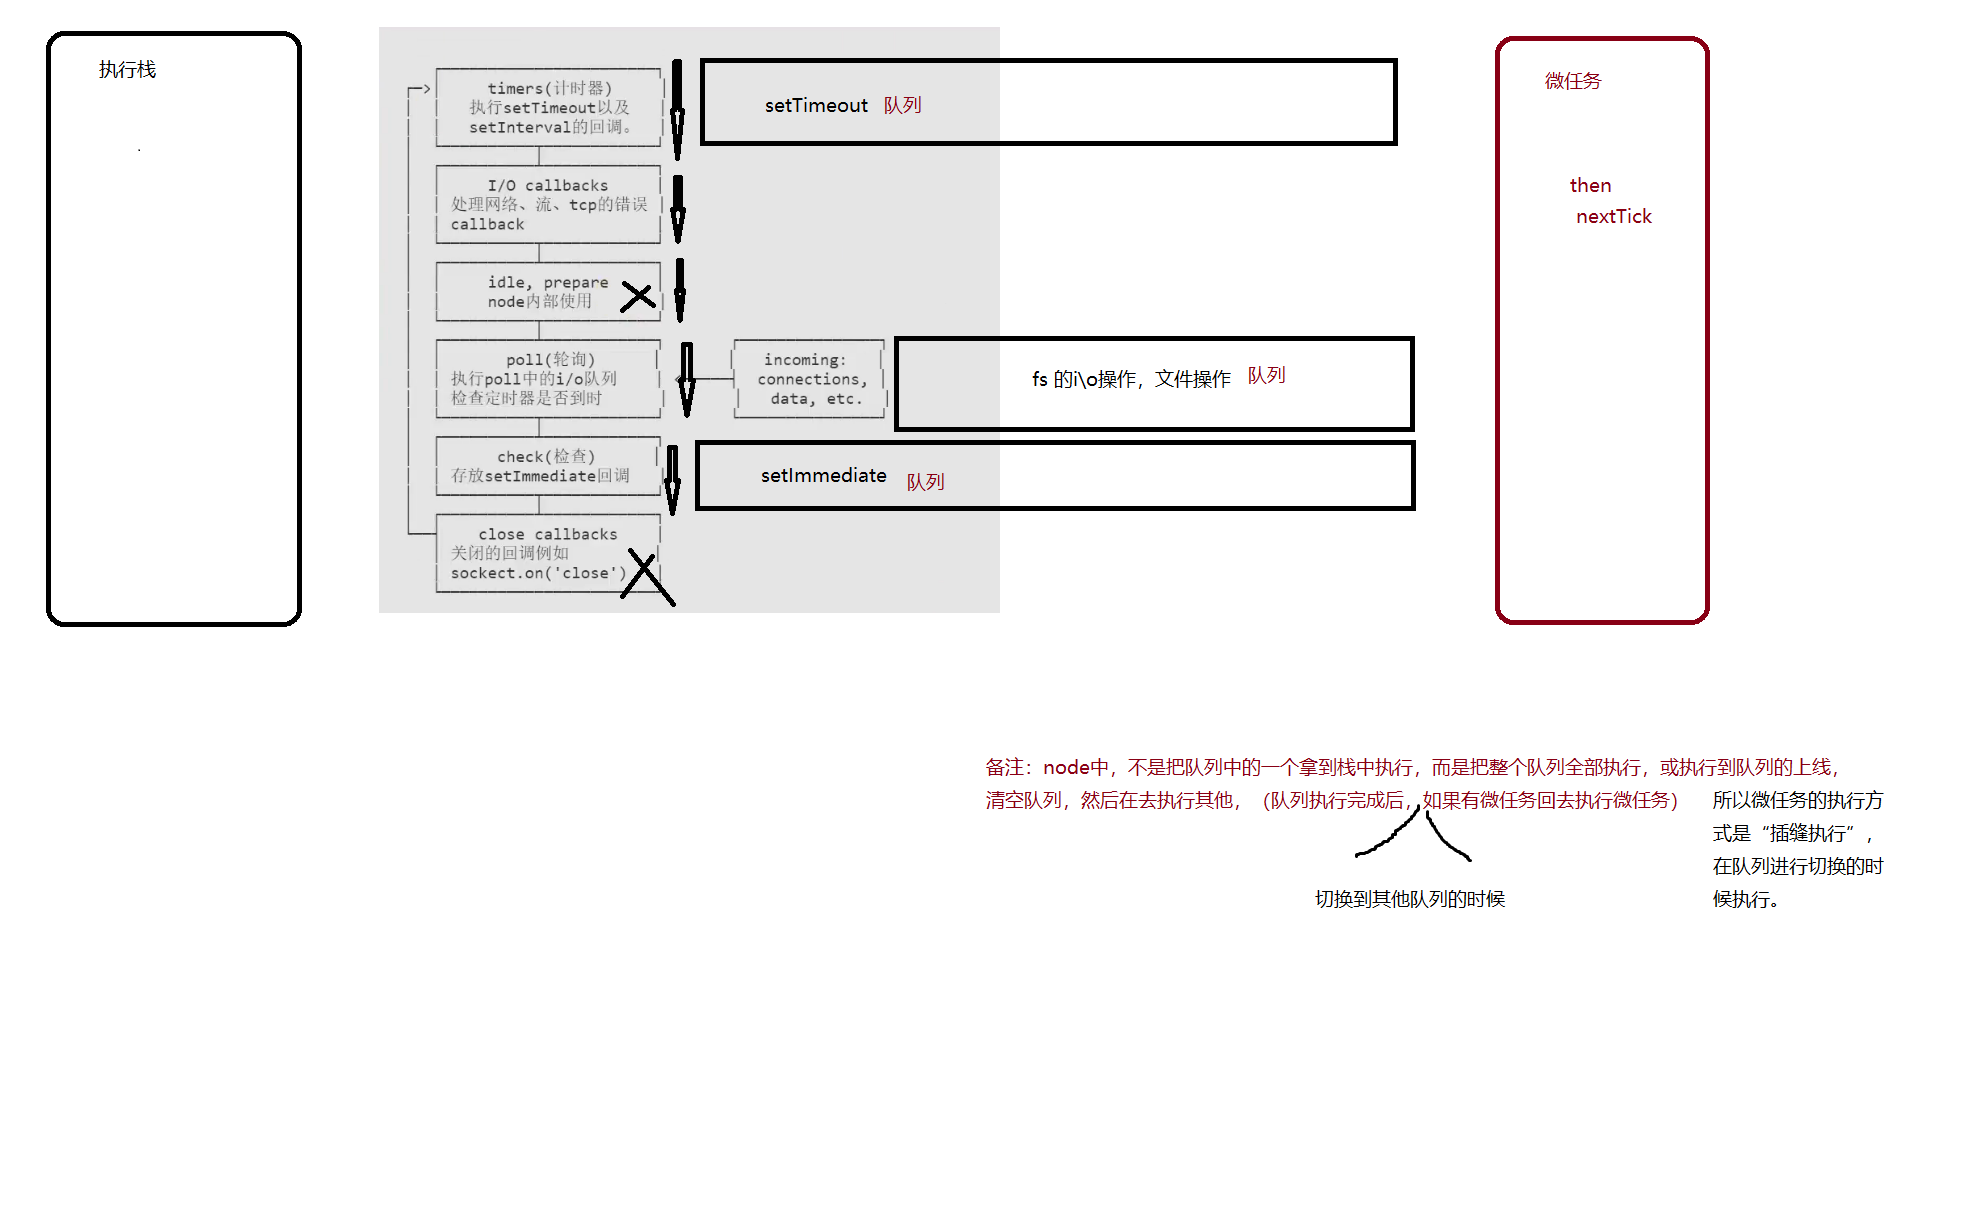 执行栈
timers(计时器)
执行setTimeout以及
setInterval的回调。
I/O callbacks
处理网络、流、tcp的错误
callback
idle, prepare
node内部使用
poll(轮询)
执行poll中的i/o队列
检查定时器是否到时
incoming:
connections,
data, etc.
check(检查)
存放setImmediate回调
close callbacks
关闭的回调例如
sockect.on('close')
setTimeout 队列
fs 的i\o操作，文件操作 队列
setImmediate 队列
微任务
then
nextTick
备注：node中，不是把队列中的一个拿到栈中执行，而是把整个队列全部执行，或执行到队列的上线，
清空队列，然后在去执行其他，（队列执行完成后，如果有微任务回去执行微任务）
切换到其他队列的时候
所以微任务的执行方
式是“插缝执行”，
在队列进行切换的时
候执行。